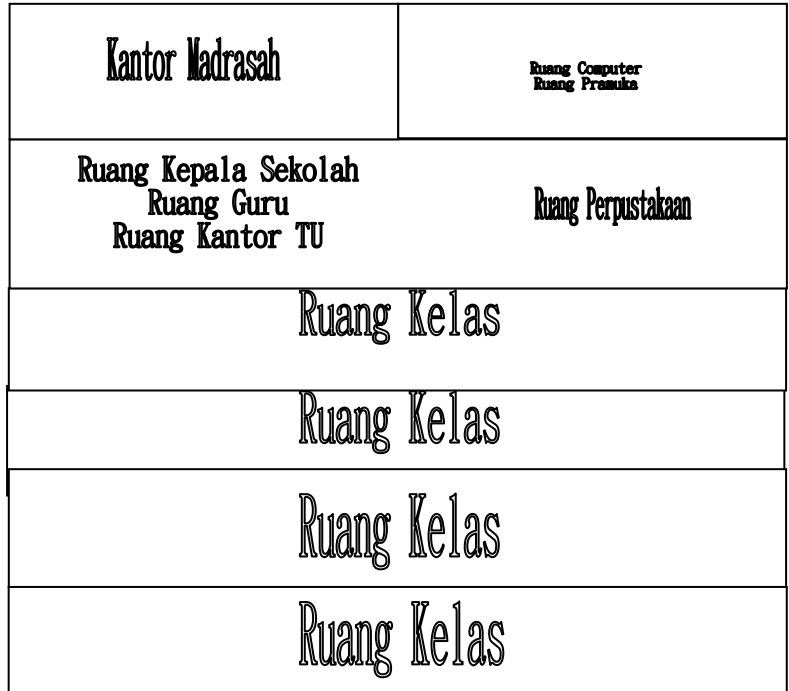 Kantor Madrasah
Ruang Computer
Ruang Pramuka
Ruang Kepala Sekolah
Ruang Guru
Ruang Kantor TU
Ruang Perpustakaan
Ruang Kelas
Ruang Kelas
Ruang Kelas
Ruang Kelas